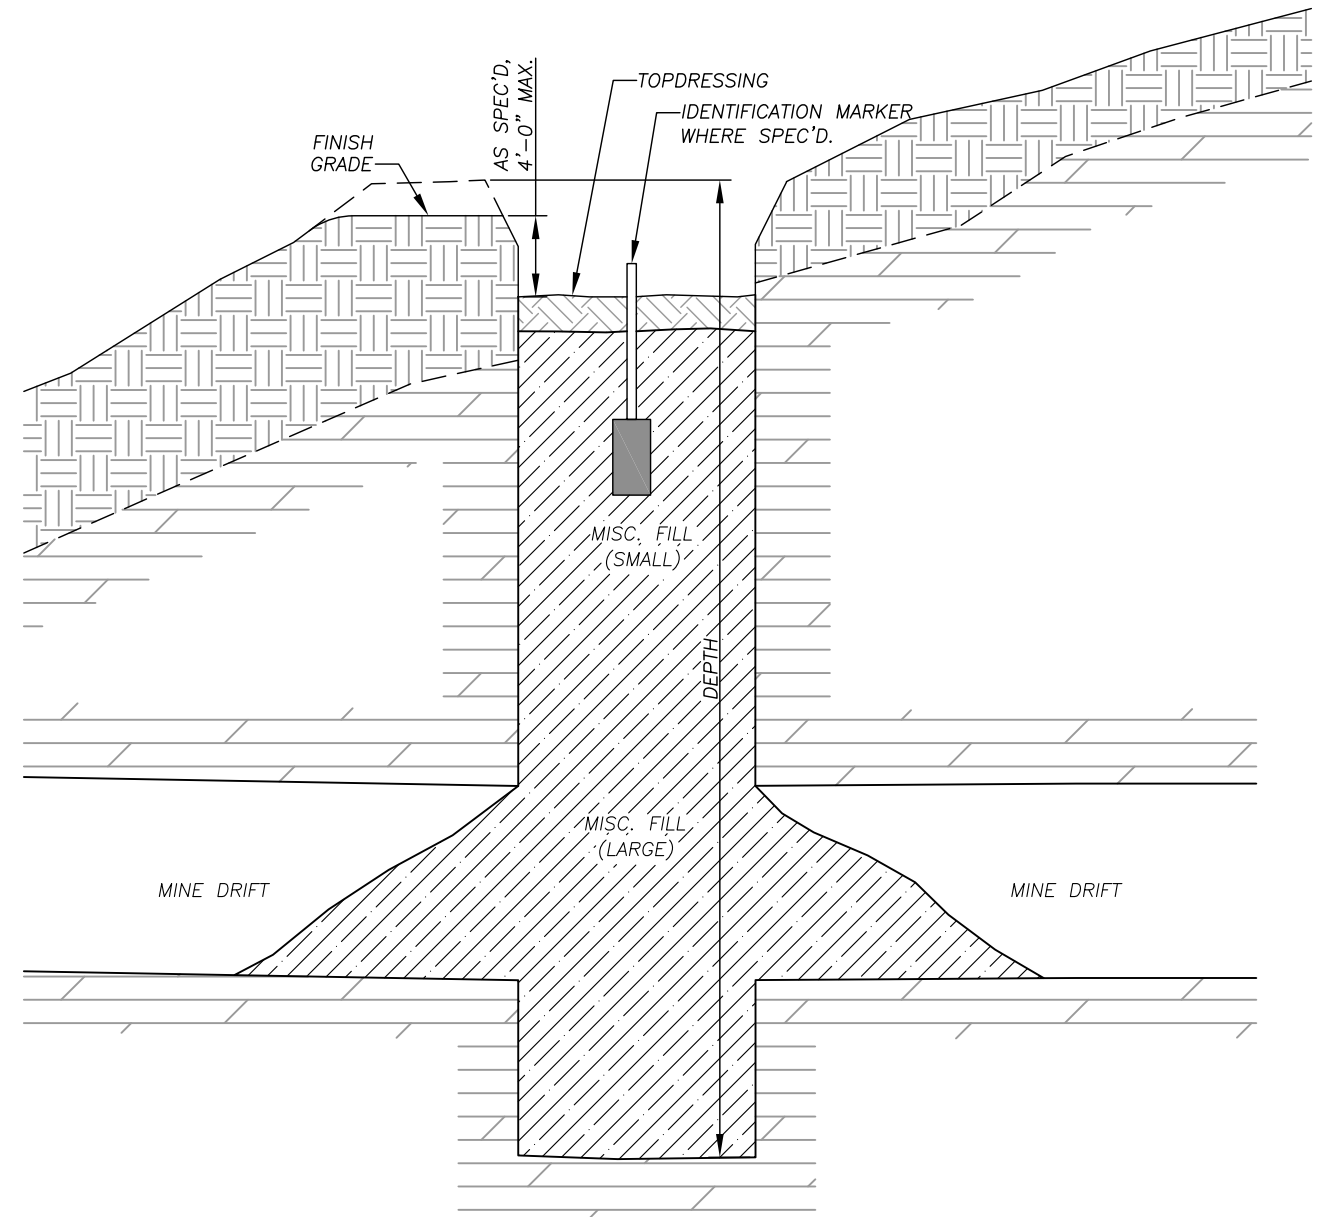 AS SPEC'D,
4'-0" MAX.
TOPDRESSING
IDENTIFICATION MARKER
WHERE SPEC'D.
FINISH
GRADE
MISC. FILL
(SMALL)
DEPTH
MISC. FILL
(LARGE)
MINE DRIFT
MINE DRIFT